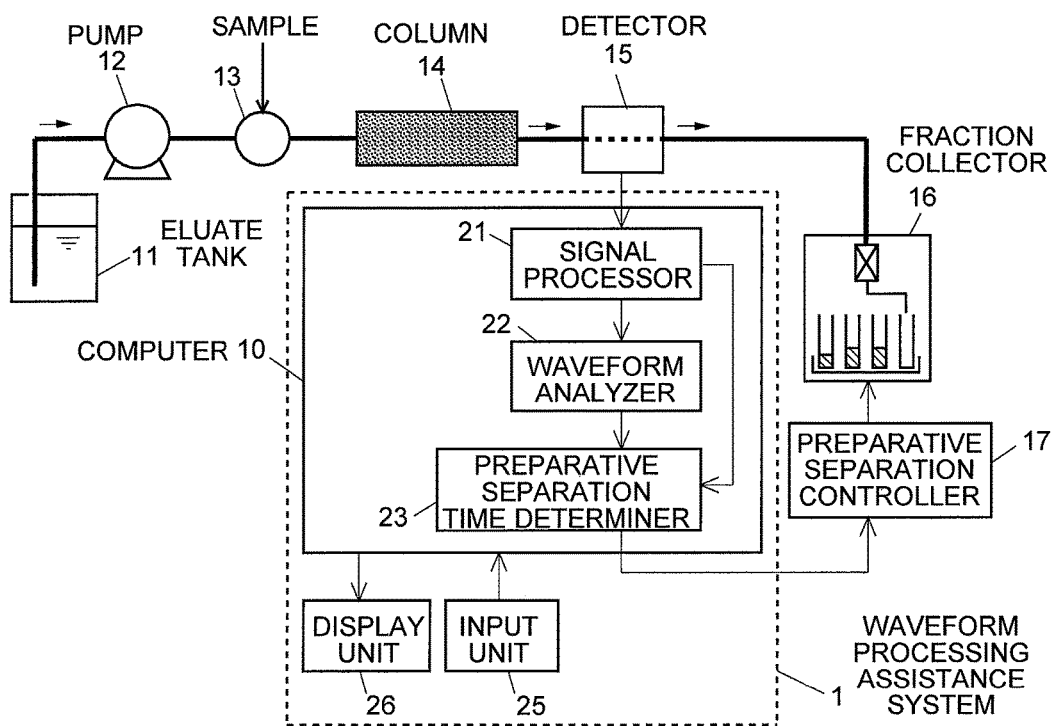 PUMP
12
SAMPLE
13
COLUMN
14
DETECTOR
15
FRACTION
COLLECTOR
16
ELUATE
TANK
11
21
SIGNAL
PROCESSOR
22
WAVEFORM
ANALYZER
COMPUTER 10
PREPARATIVE
SEPARATION
TIME DETERMINER
23
PREPARATIVE
SEPARATION
CONTROLLER
17
DISPLAY
UNIT
26
INPUT
UNIT
25
WAVEFORM
PROCESSING
ASSISTANCE
SYSTEM
1